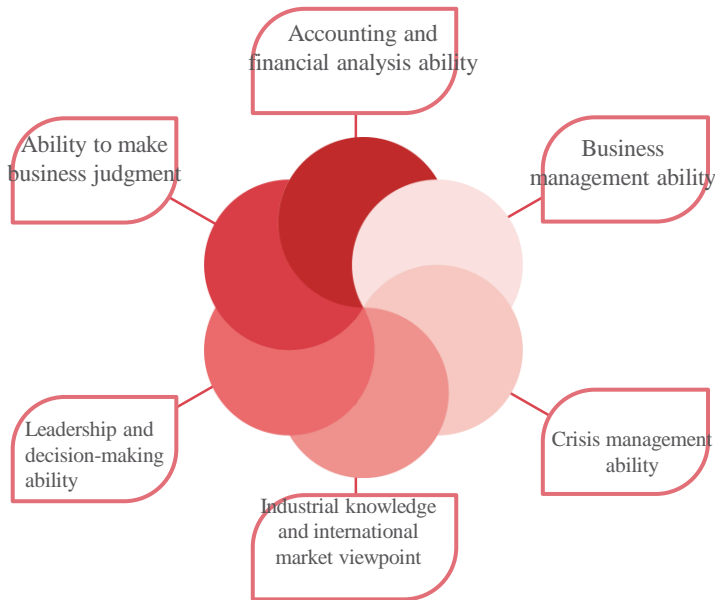 Accounting and
financial analysis ability
Ability to make
business judgment
Business
management ability
Leadership and
decision-making
ability
Crisis management
ability
Industrial knowledge
and international
market viewpoint